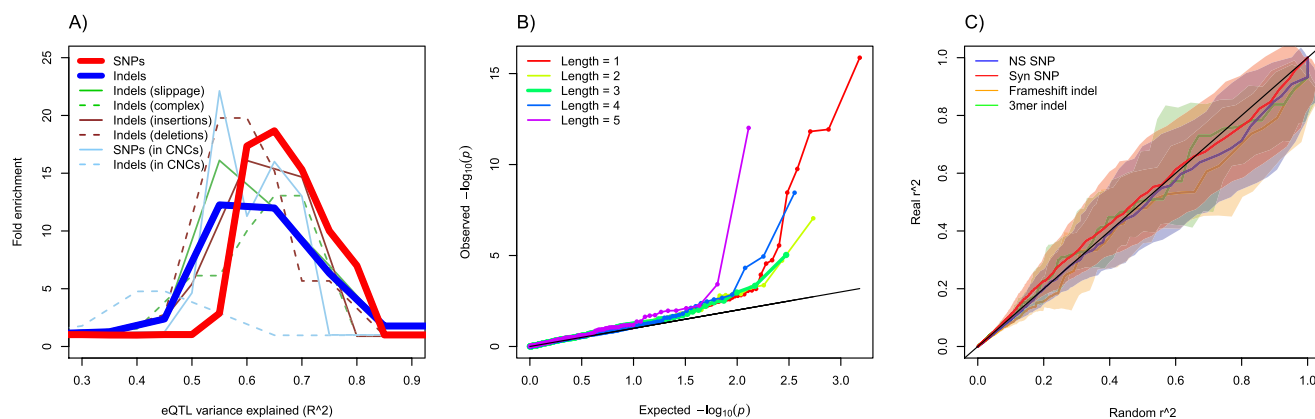 A)
Fold enrichment
25
20
15
10
5
0
SNPs
Indels
Indels (slippage)
Indels (complex)
Indels (insertions)
Indels (deletions)
SNPs (in CNCs)
Indels (in CNCs)
0.3 0.4 0.5 0.6 0.7 0.8 0.9
eQTL variance explained (R^2)
B)
Observed −log10(p)
15
10
5
0
Length = 1
Length = 2
Length = 3
Length = 4
Length = 5
0.0 0.5 1.0 1.5 2.0 2.5 3.0
Expected −log10(p)
C)
Real r^2
1.0
0.8
0.6
0.4
0.2
0.0
NS SNP
Syn SNP
Frameshift indel
3mer indel
0.0 0.2 0.4 0.6 0.8 1.0
Random r^2